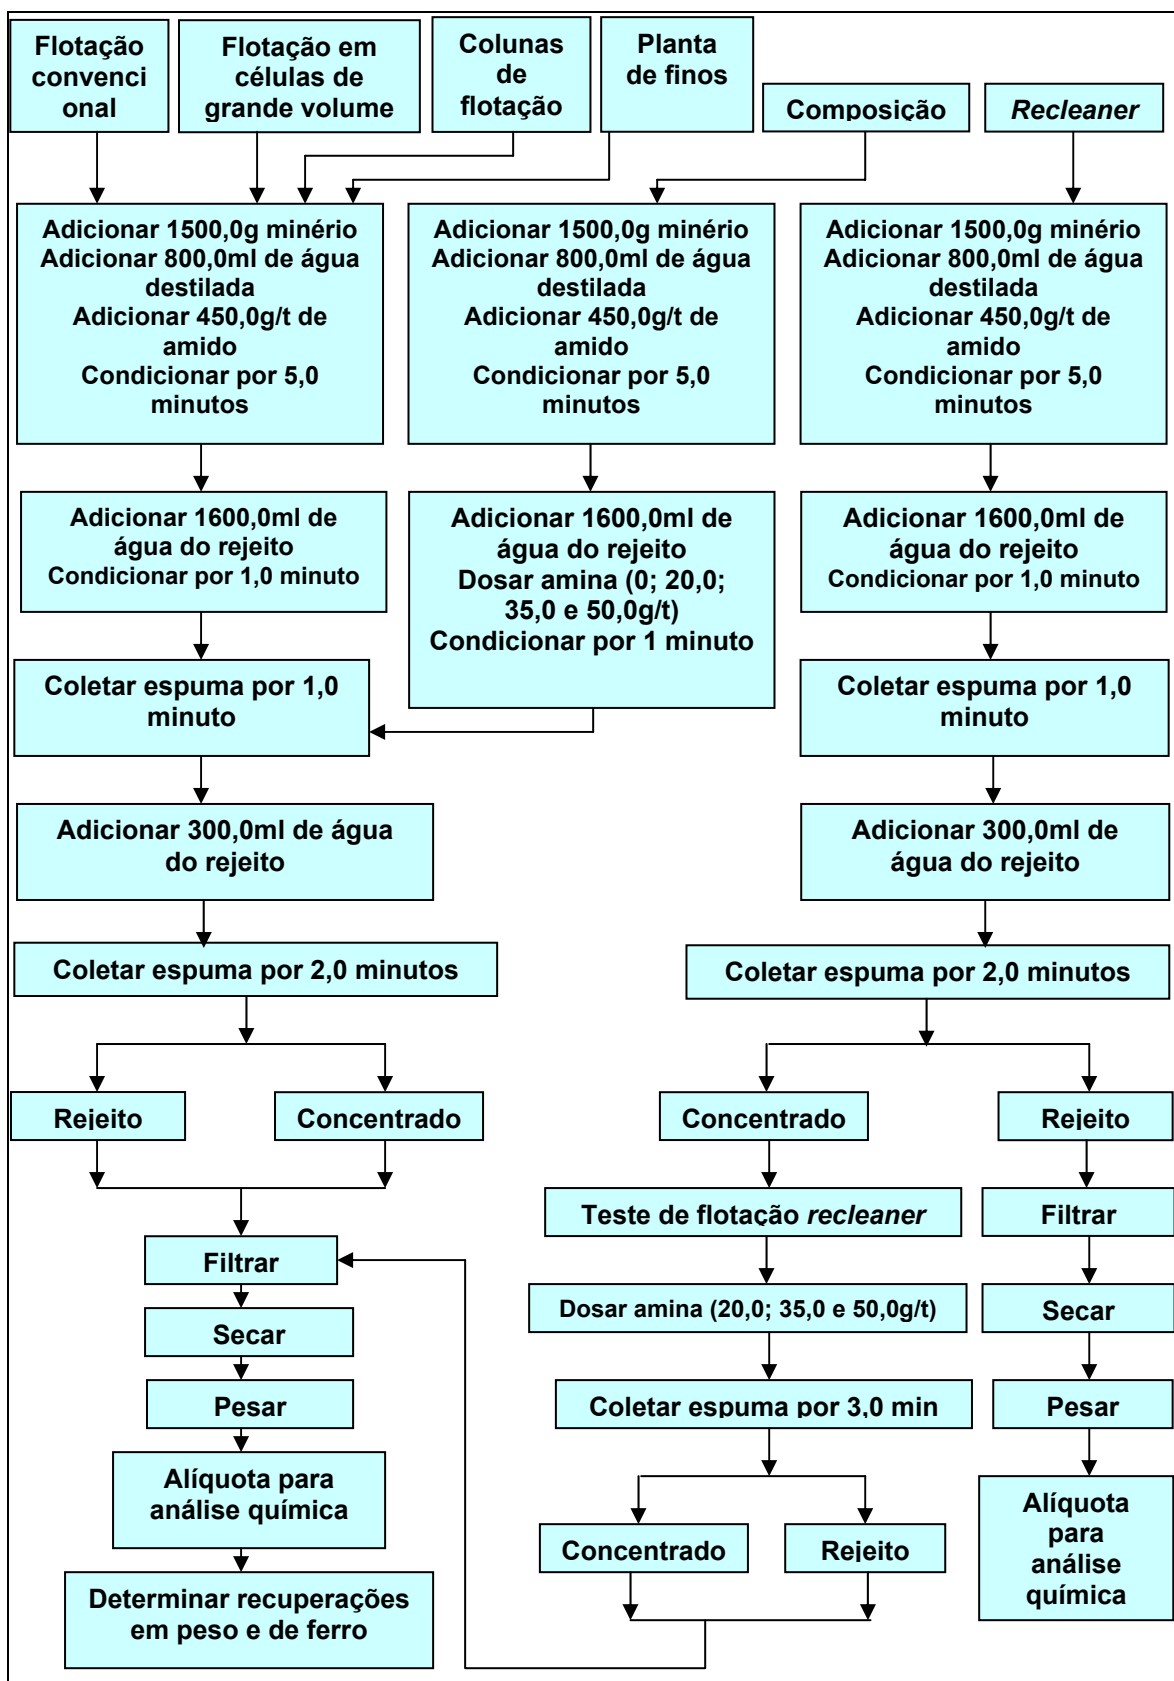 Flotação
convenci
onal
Flotação em
células de
grande volume
Colunas
de
flotação
Planta
de finos
Composição
Recleaner
Adicionar 1500,0g minério
Adicionar 800,0ml de água
destilada
Adicionar 450,0g/t de
amido
Condicionar por 5,0
minutos
Adicionar 1500,0g minério
Adicionar 800,0ml de água
destilada
Adicionar 450,0g/t de
amido
Condicionar por 5,0
minutos
Adicionar 1500,0g minério
Adicionar 800,0ml de água
destilada
Adicionar 450,0g/t de
amido
Condicionar por 5,0
minutos
Adicionar 1600,0ml de
água do rejeito
Condicionar por 1,0 minuto
Adicionar 1600,0ml de
água do rejeito
Dosar amina (0; 20,0;
35,0 e 50,0g/t)
Condicionar por 1 minuto
Adicionar 1600,0ml de
água do rejeito
Condicionar por 1,0 minuto
Coletar espuma por 1,0
minuto
Coletar espuma por 1,0
minuto
Adicionar 300,0ml de água
do rejeito
Adicionar 300,0ml de
água do rejeito
Coletar espuma por 2,0 minutos
Coletar espuma por 2,0 minutos
Rejeito
Concentrado
Concentrado
Rejeito
Teste de flotação recleaner
Filtrar
Filtrar
Dosar amina (20,0; 35,0 e 50,0g/t)
Secar
Secar
Pesar
Coletar espuma por 3,0 min
Pesar
Alíquota para
análise química
Alíquota
para
análise
química
Concentrado
Rejeito
Determinar recuperações
em peso e de ferro